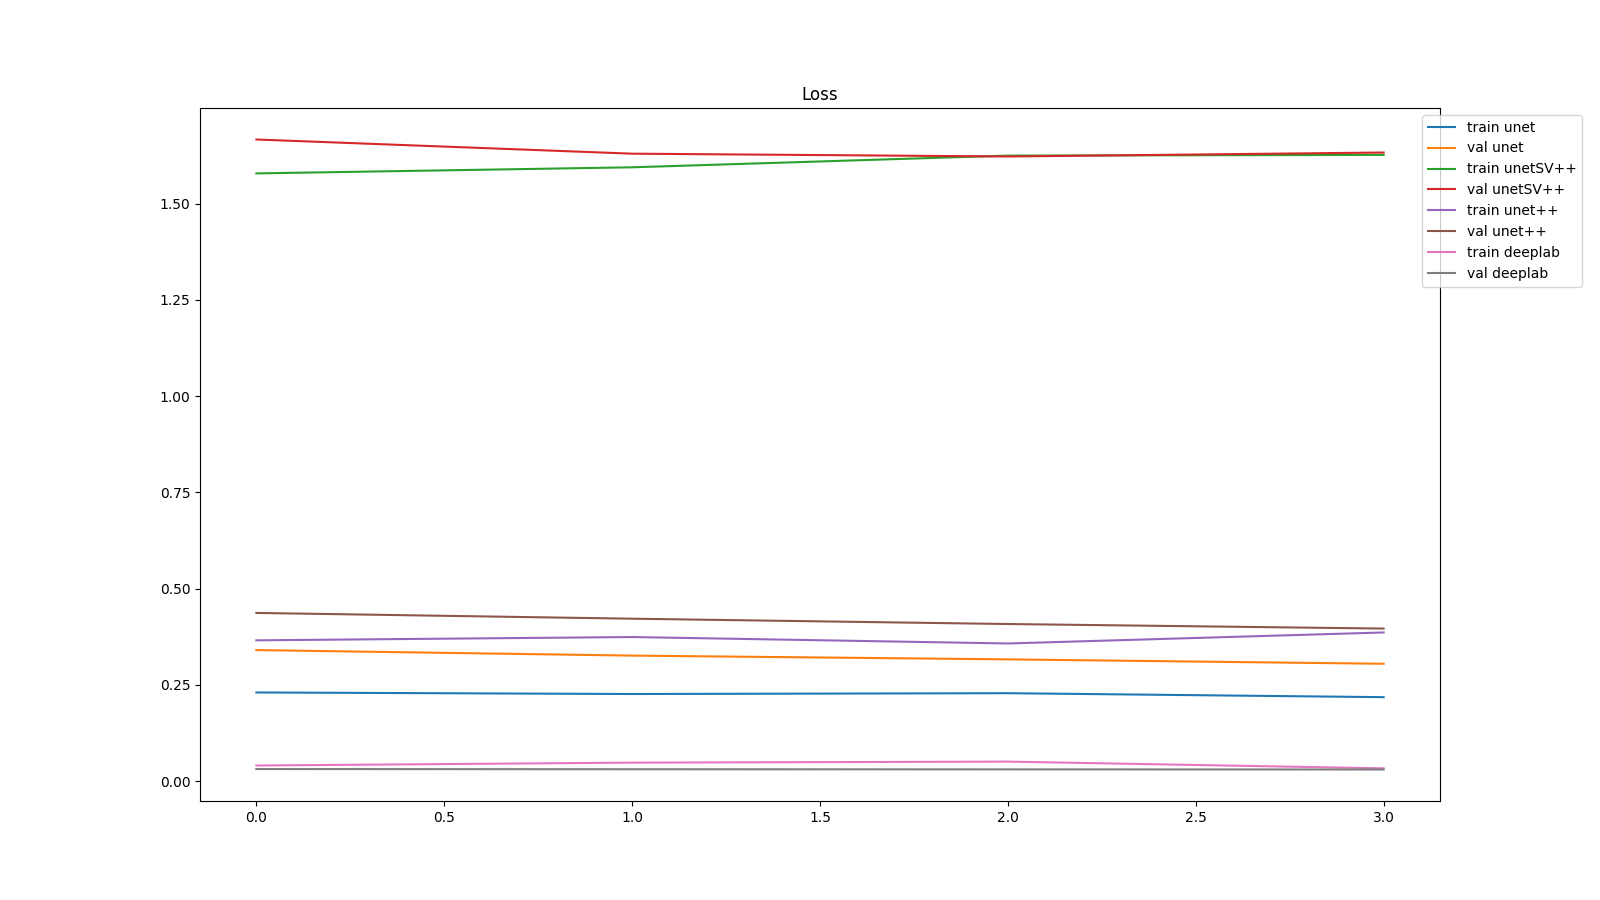 Loss
train unet
val unet
train unetSV++
val unetSV++
train unet++
val unet++
train deeplab
val deeplab
1.50
1.25
1.00
0.75
0.50
0.25
0.00
0.0 0.5 1.0 1.5 2.0 2.5 3.0